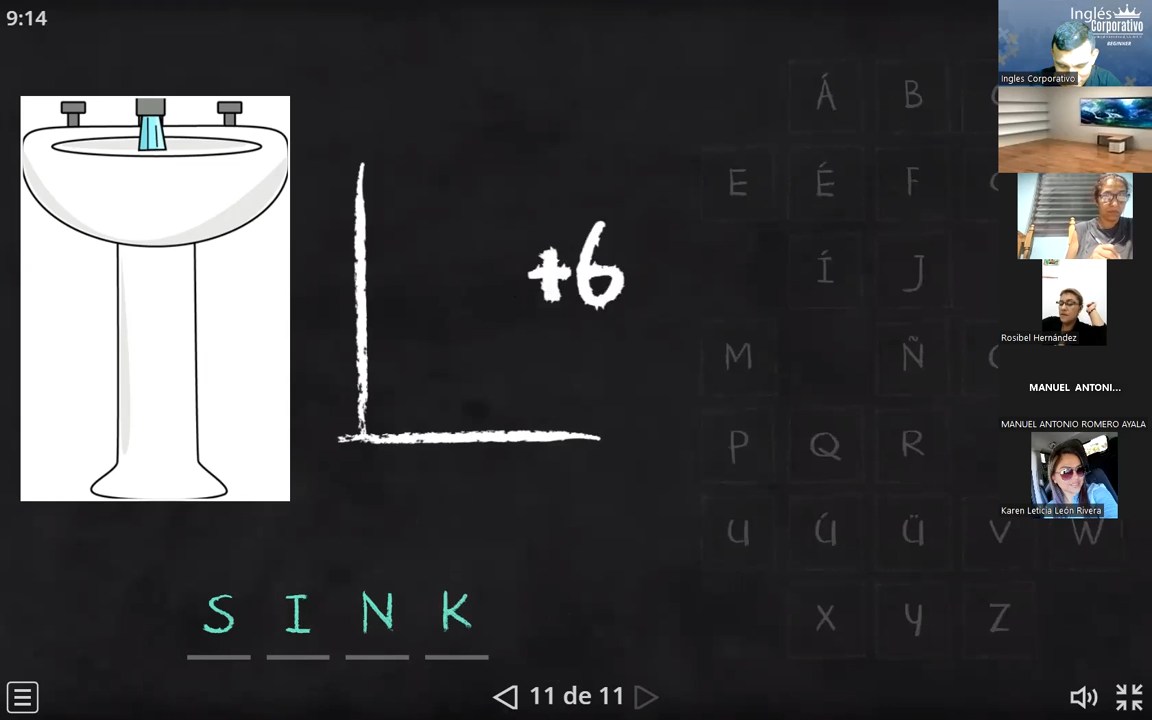 9:14
Inglés
Corporativo
BEGINNER
Ingles Corporativo
Á B
E É F
Í J
M Ñ
P Q R
U Ú Ü V W
X Y Z
+6
Rosibel Hernández
MANUEL ANTONI...
MANUEL ANTONIO ROMERO AYALA
Karen Leticia León Rivera
S I N K
11 de 11